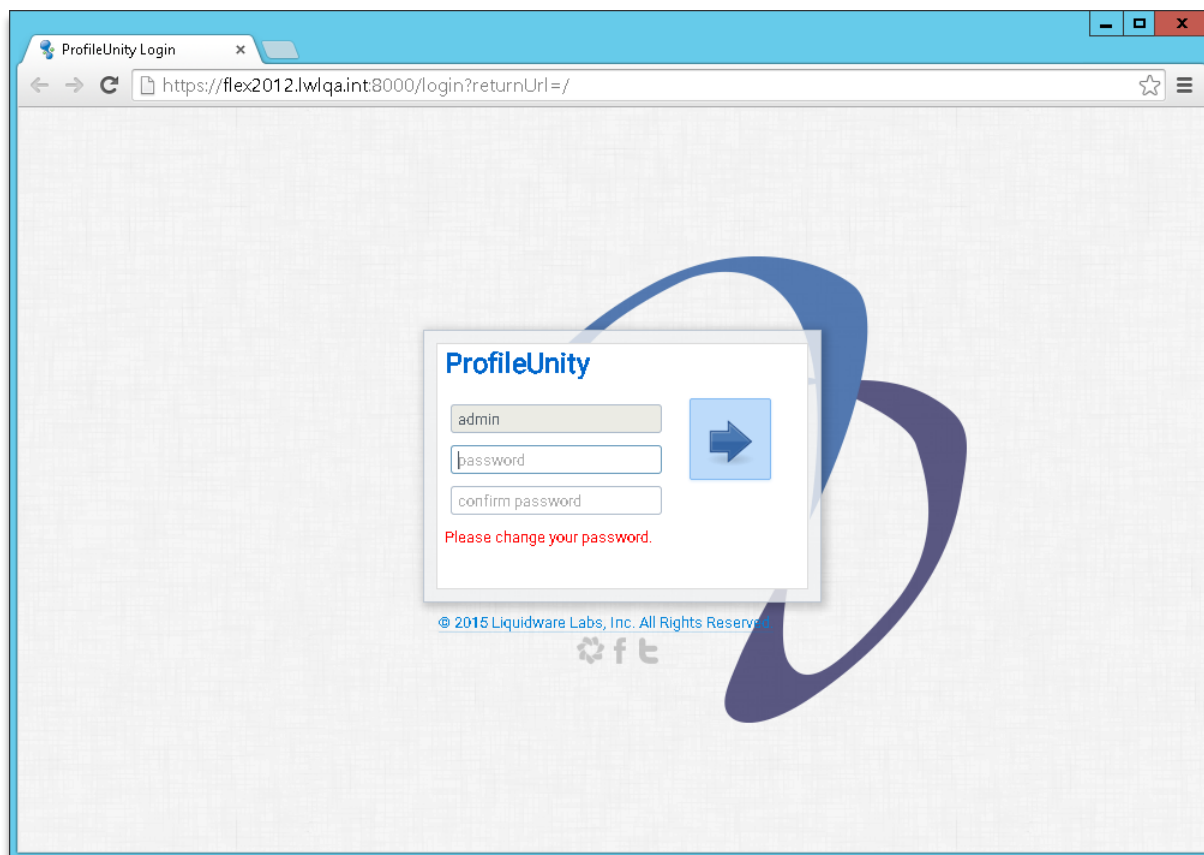 ProfileUnity Login
https://flex2012.lwlqa.int:8000/login?returnUrl=/
ProfileUnity
admin
password
confirm password
Please change your password.
© 2015 Liquidware Labs, Inc. All Rights Reserved